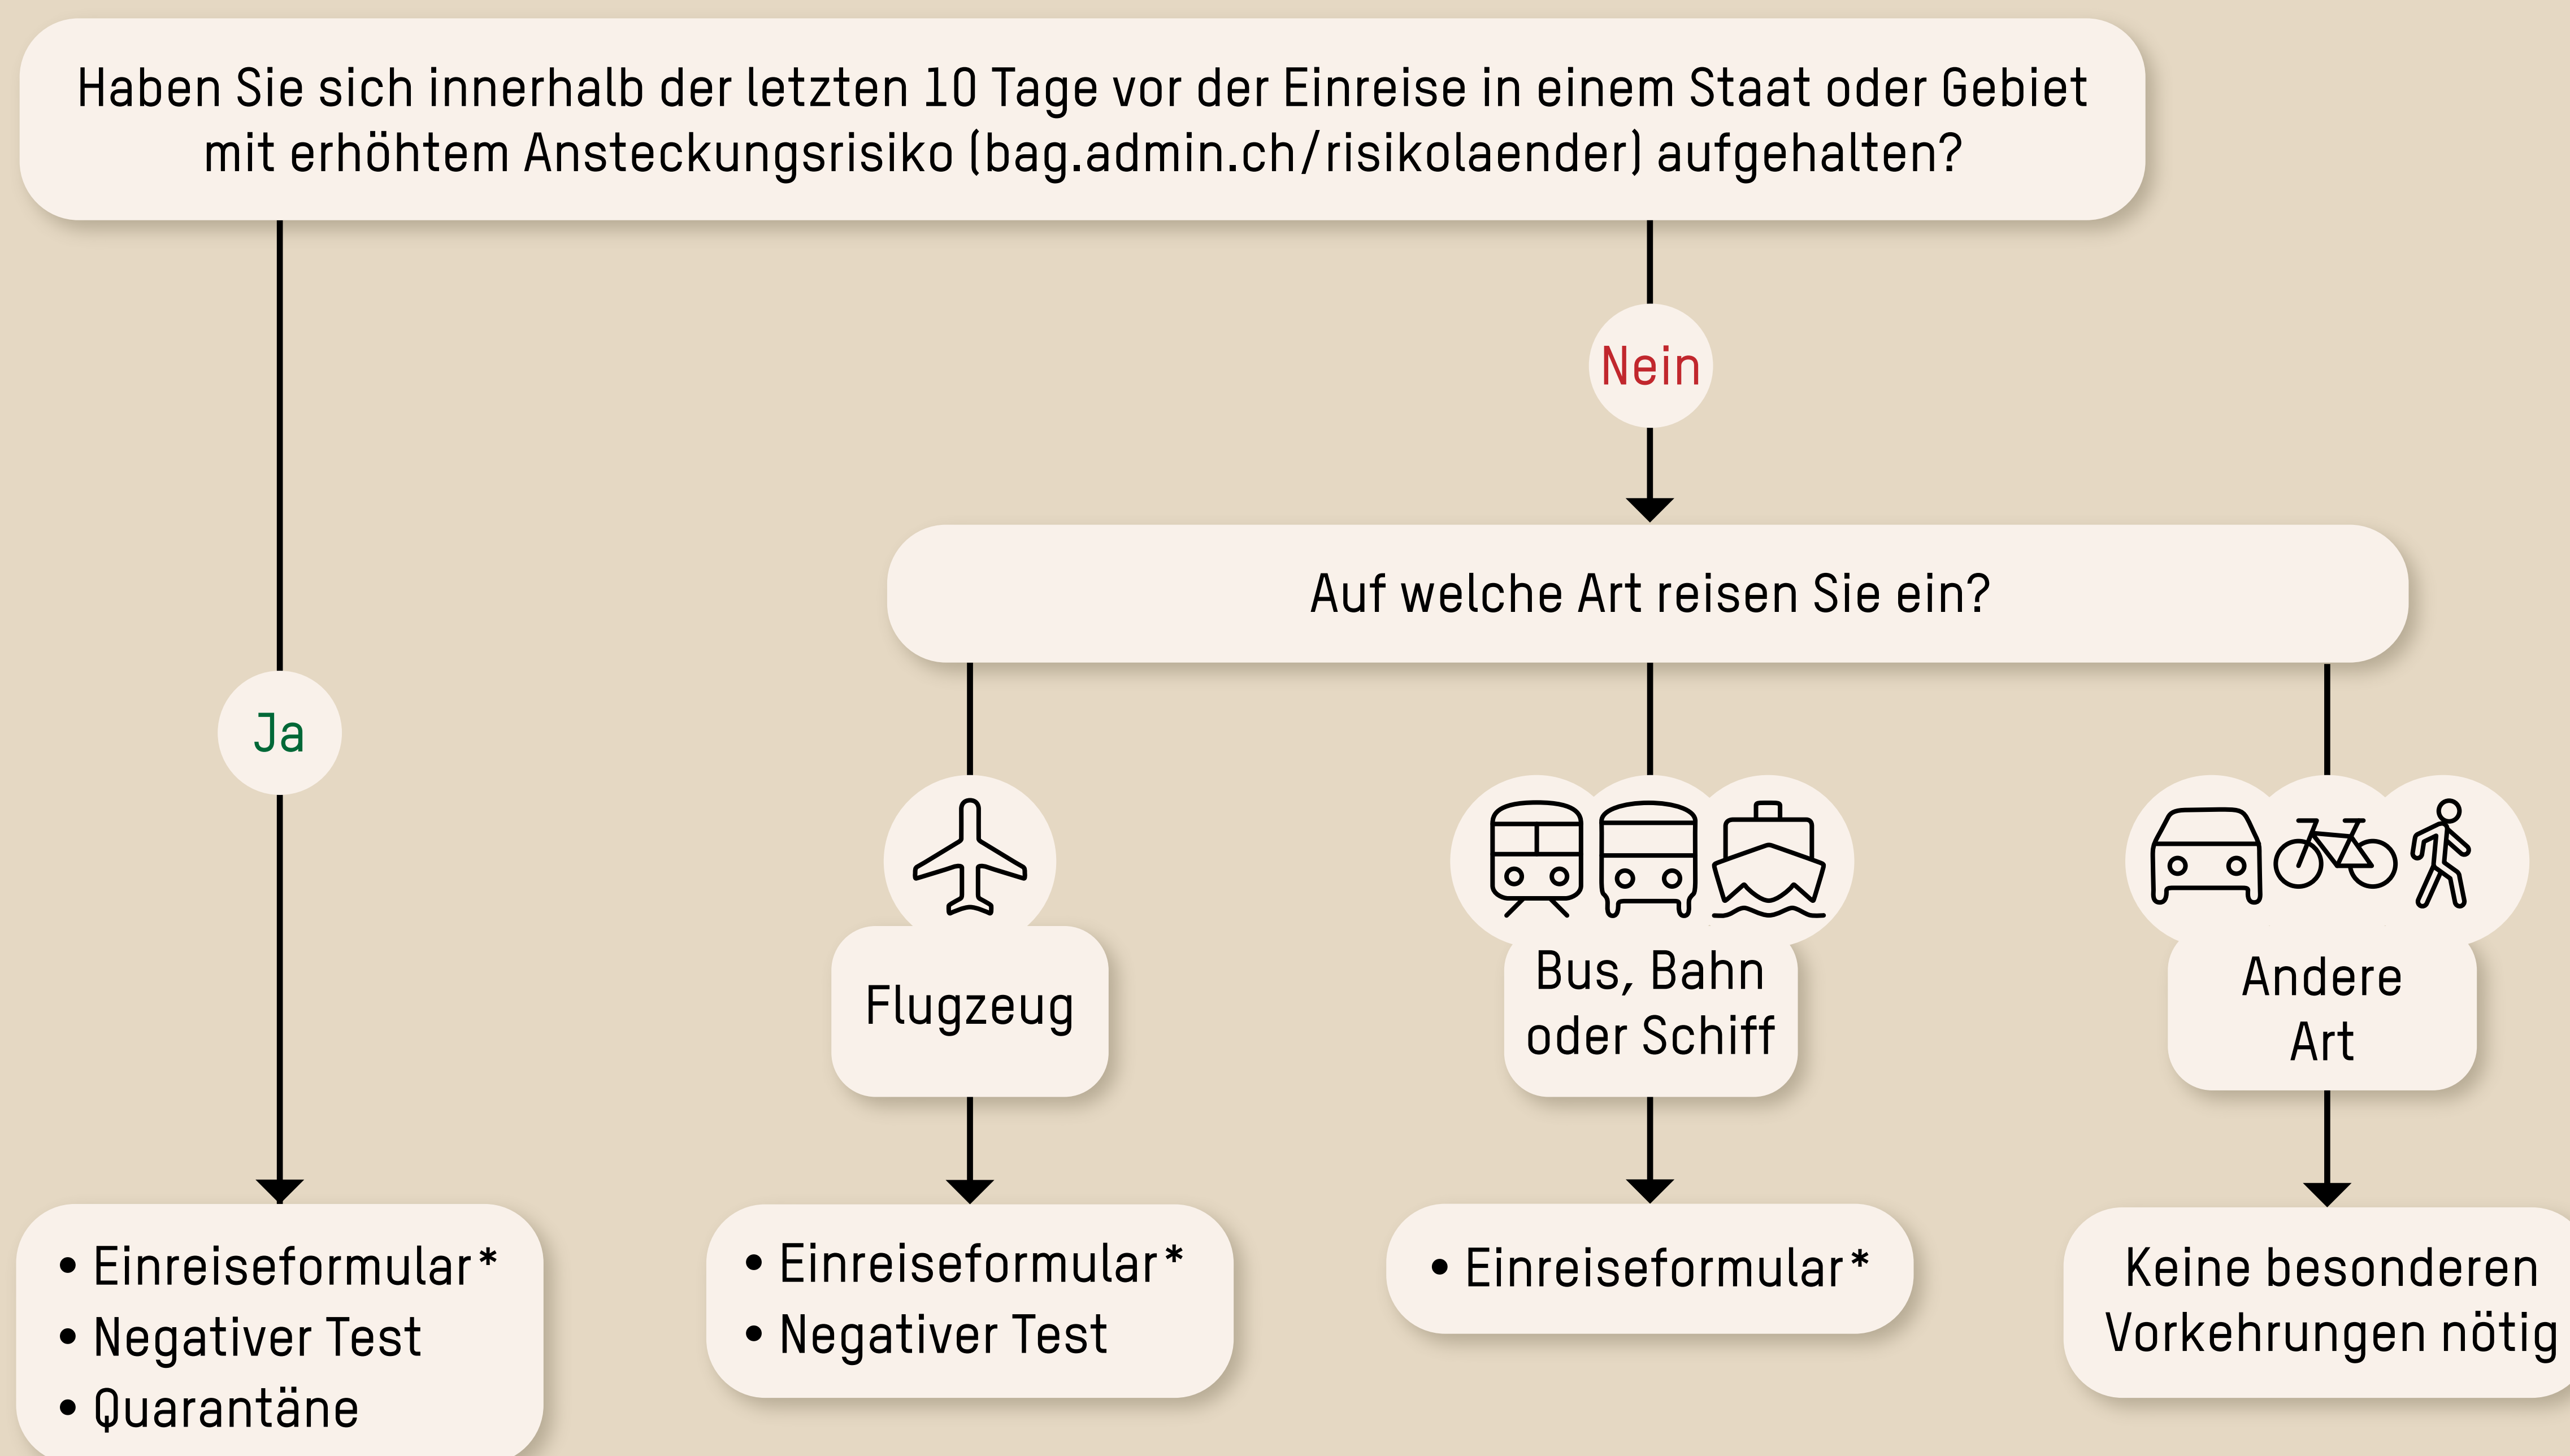 Haben Sie sich innerhalb der letzten 10 Tage vor der Einreise in einem Staat oder Gebiet
mit erhöhtem Ansteckungsrisiko (bag.admin.ch/risikolaender) aufgehalten?
Nein
Auf welche Art reisen Sie ein?
Ja
Flugzeug
Bus, Bahn
oder Schiff
Andere
Art
• Einreiseformular*
• Negativer Test
• Quarantäne
• Einreiseformular*
• Negativer Test
• Einreiseformular*
Keine besonderen
Vorkehrungen nötig